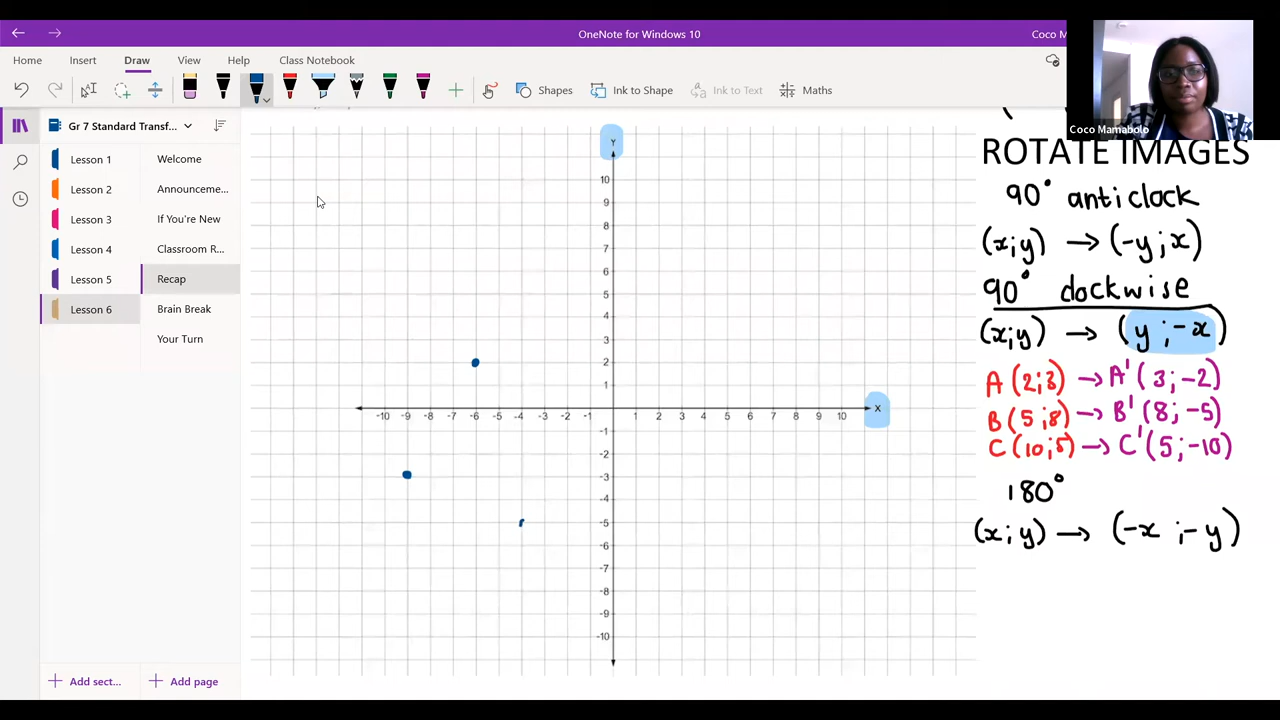 OneNote for Windows 10
Coco Ma
Home Insert Draw View Help Class Notebook
Shapes Ink to Shape Ink to Text Maths
Coco Mamabolo
Gr 7 Standard Transf...
Lesson 1
Lesson 2
Lesson 3
Lesson 4
Lesson 5
Lesson 6
Welcome
Announceme...
If You're New
Classroom R...
Recap
Brain Break
Your Turn
Add sect...
Add page
Y
10
9
8
7
6
5
4
3
2
1
-10 -9 -8 -7 -6 -5 -4 -3 -2 -1 1 2 3 4 5 6 7 8 9 10 X
-1
-2
-3
-4
-5
-6
-7
-8
-9
-10
ROTATE IMAGES
90° anticlock
(x;y) → (-y;x)
90° clockwise
(x;y) → (y;-x)
A(2;3) → A'(3;-2)
B(5;8) → B'(8;-5)
C(10;5) → C'(5;-10)
180°
(x;y) → (-x;-y)